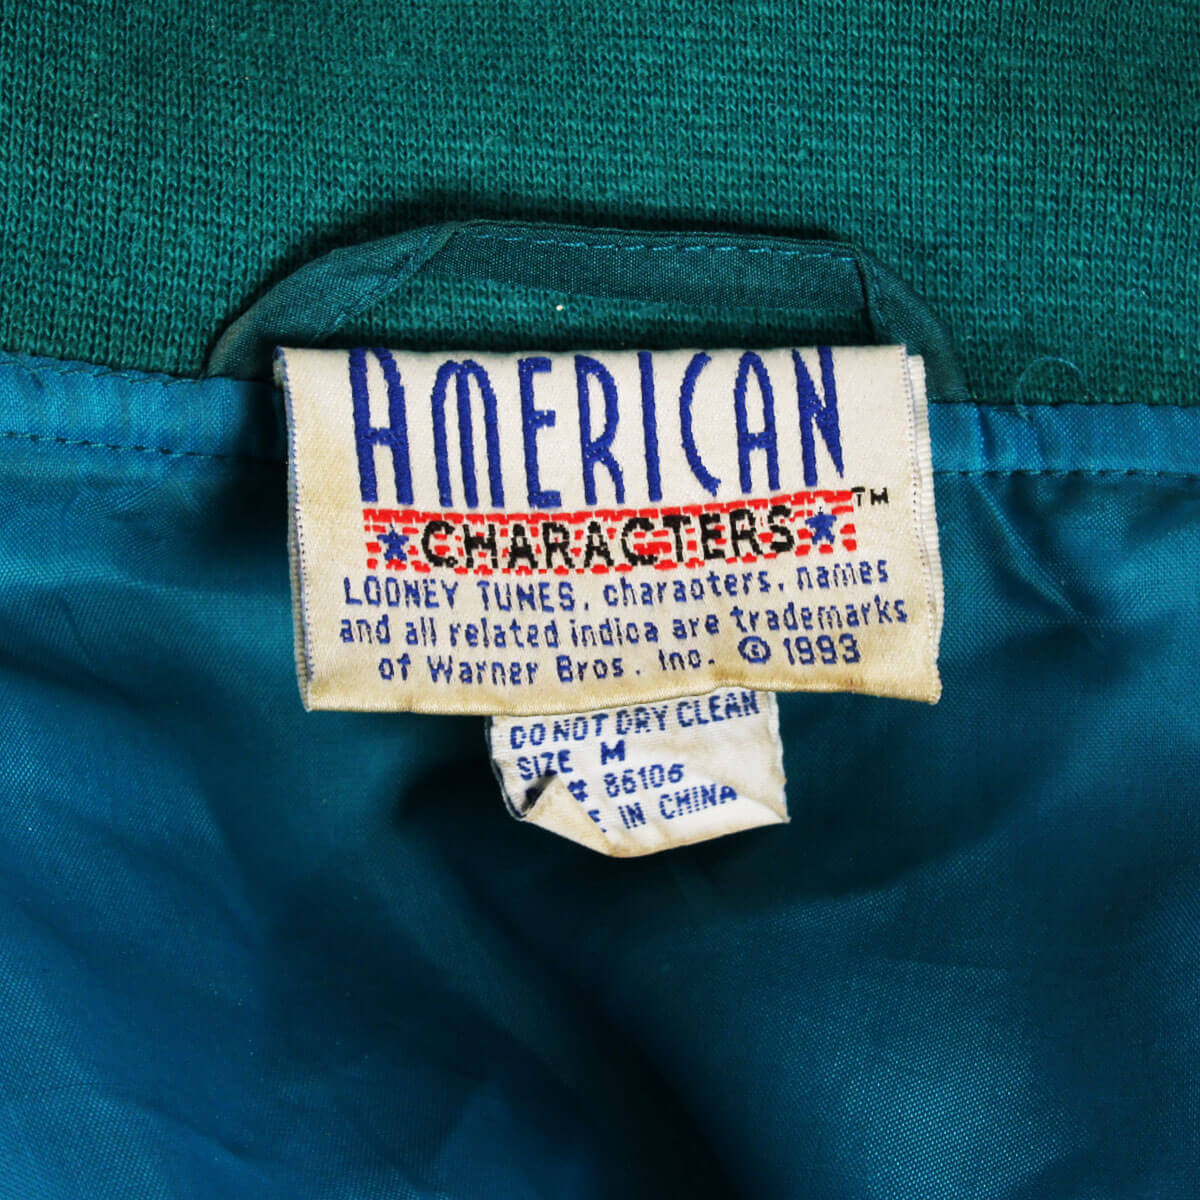 AMERICAN
CHARACTERS ™
LOONEY TUNES, characters, names
and all related indica are trademarks
of Warner Bros. Inc. © 1993
DO NOT DRY CLEAN
SIZE M
# 86106
E IN CHINA